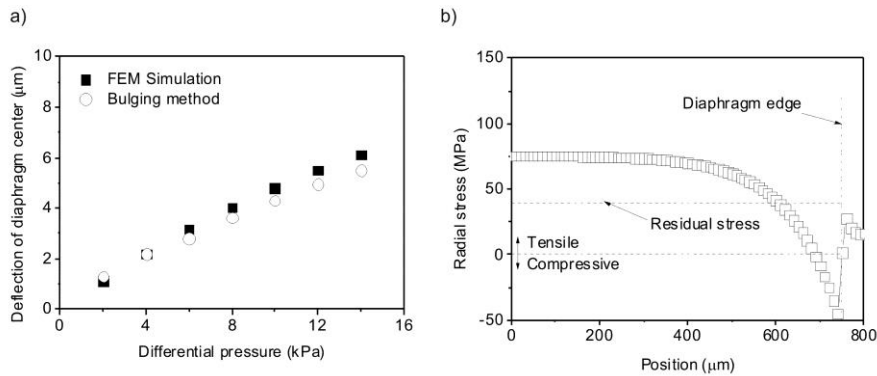 a)
10
8
6
4
2
0
0
4
8
12
16
Deflection of diaphragm center (μm)
Differential pressure (kPa)
FEM Simulation
Bulging method
b)
150
100
50
0
-50
0
200
400
600
800
Radial stress (MPa)
Position (μm)
Diaphragm edge
Residual stress
Tensile
Compressive